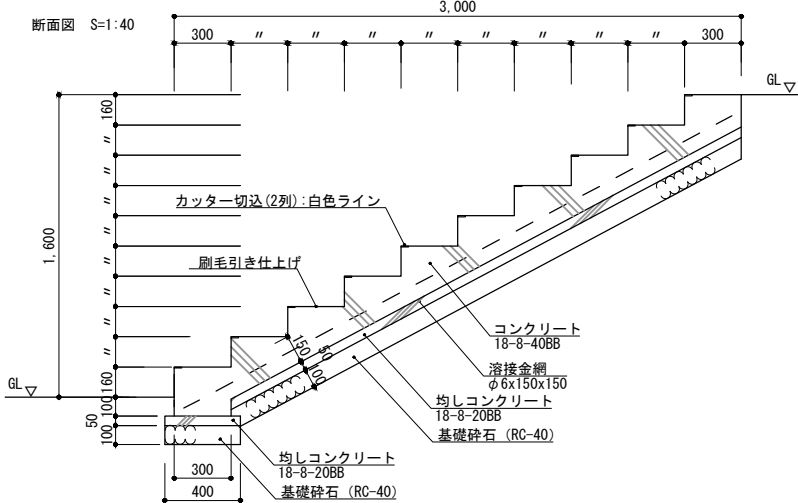 断面図 S=1:40
3,000
300 〃 〃 〃 〃 〃 〃 〃 〃 300
GL
160
〃
〃
〃
〃
〃
〃
〃
〃
160
100
50
100
1,600
カッター切込(2列):白色ライン
刷毛引き仕上げ
150
50
100
コンクリート
18-8-40BB
溶接金網
φ6x150x150
均しコンクリート
18-8-20BB
基礎砕石 (RC-40)
GL
均しコンクリート
18-8-20BB
基礎砕石 (RC-40)
300
400